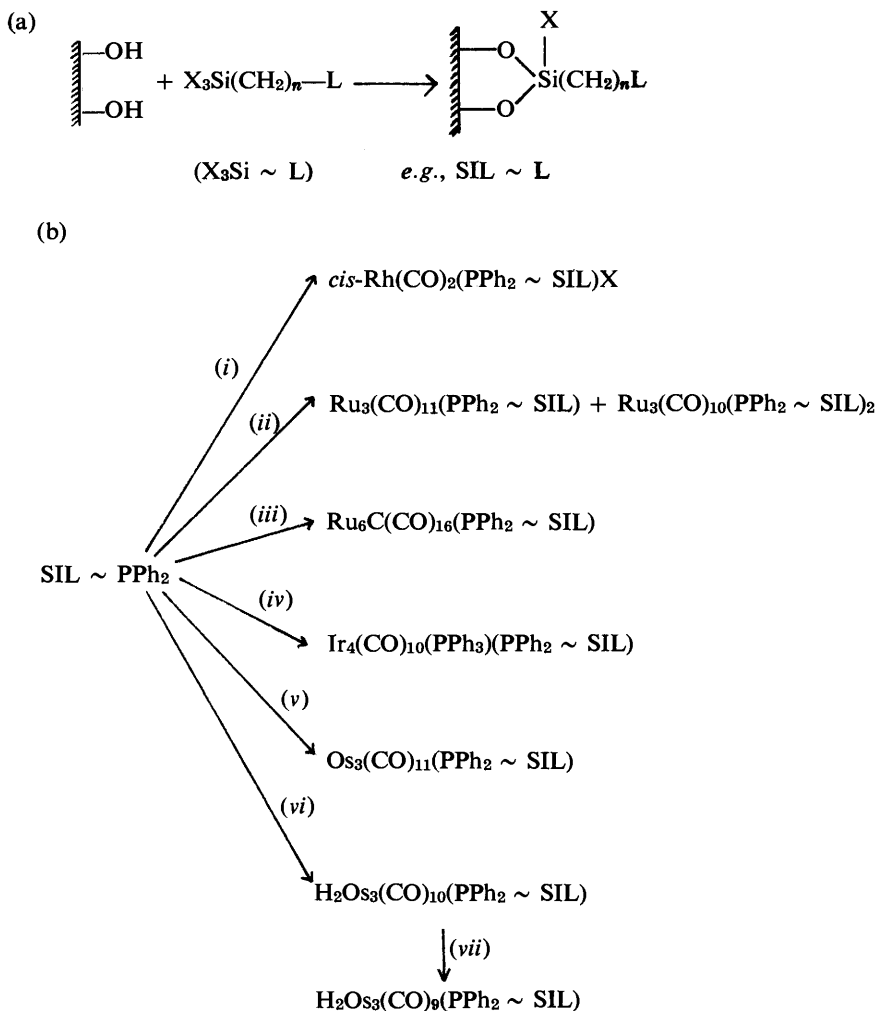 (a)
X
—OH O
+ X₃Si(CH₂)ₙ—L Si(CH₂)ₙL
—OH O
(X₃Si ~ L) e.g., SIL ~ L
(b)
cis-Rh(CO)₂(PPh₂ ~ SIL)X
(i)
Ru₃(CO)₁₁(PPh₂ ~ SIL) + Ru₃(CO)₁₀(PPh₂ ~ SIL)₂
(ii)
(iii)
Ru₆C(CO)₁₆(PPh₂ ~ SIL)
SIL ~ PPh₂
(iv)
Ir₄(CO)₁₀(PPh₃)(PPh₂ ~ SIL)
(v)
Os₃(CO)₁₁(PPh₂ ~ SIL)
(vi)
H₂Os₃(CO)₁₀(PPh₂ ~ SIL)
(vii)
H₂Os₃(CO)₉(PPh₂ ~ SIL)